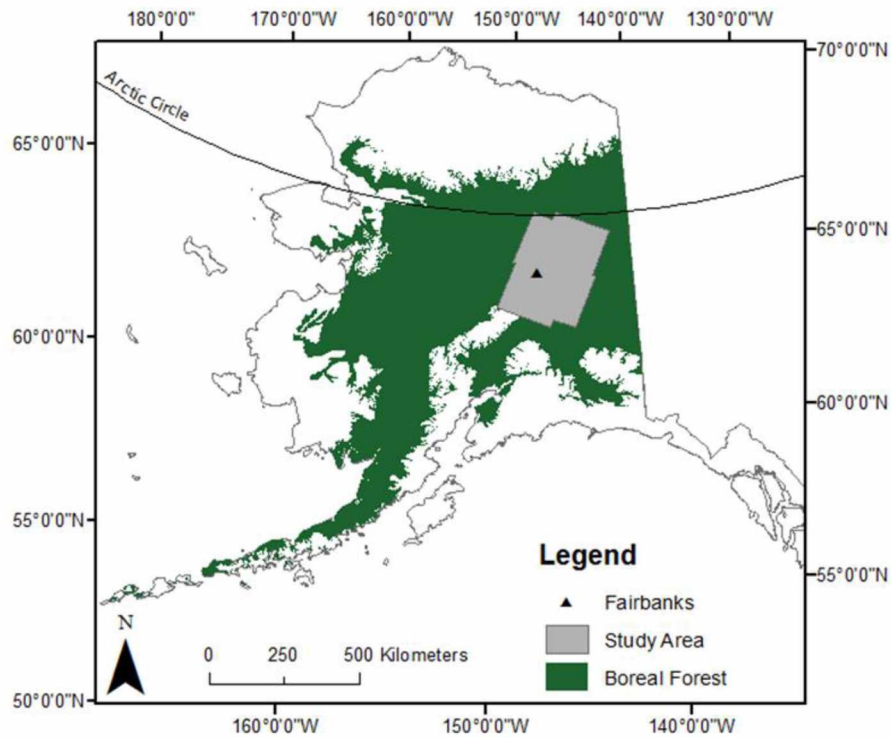 180°0'0" 170°0'0"W 160°0'0"W 150°0'0"W 140°0'0"W 130°0'0"W
70°0'0"N
Arctic Circle
65°0'0"N
65°0'0"N
60°0'0"N
60°0'0"N
55°0'0"N
Legend
55°0'0"N
Fairbanks
N
Study Area
0 250 500 Kilometers
Boreal Forest
50°0'0"N
160°0'0"W 150°0'0"W 140°0'0"W